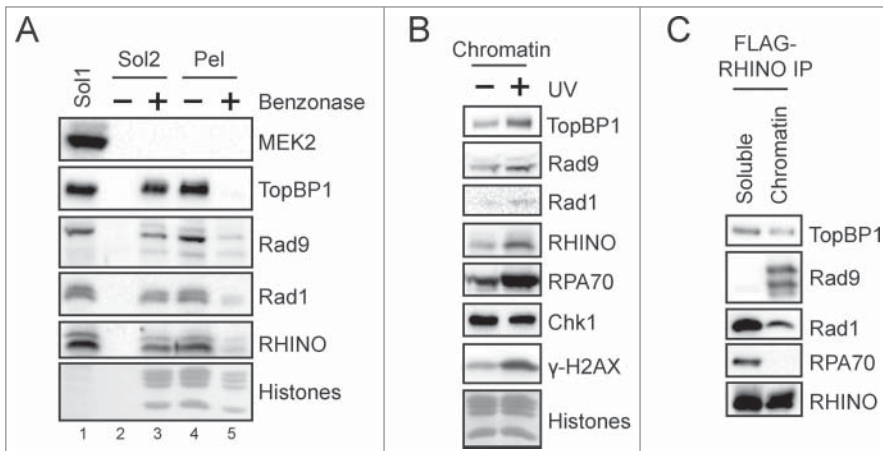 A
Sol1
Sol2
Pel
− + − +
Benzonase
MEK2
TopBP1
Rad9
Rad1
RHINO
Histones
1 2 3 4 5
B
Chromatin
− +
UV
TopBP1
Rad9
Rad1
RHINO
RPA70
Chk1
γ-H2AX
Histones
C
FLAG-
RHINO IP
Soluble
Chromatin
TopBP1
Rad9
Rad1
RPA70
RHINO